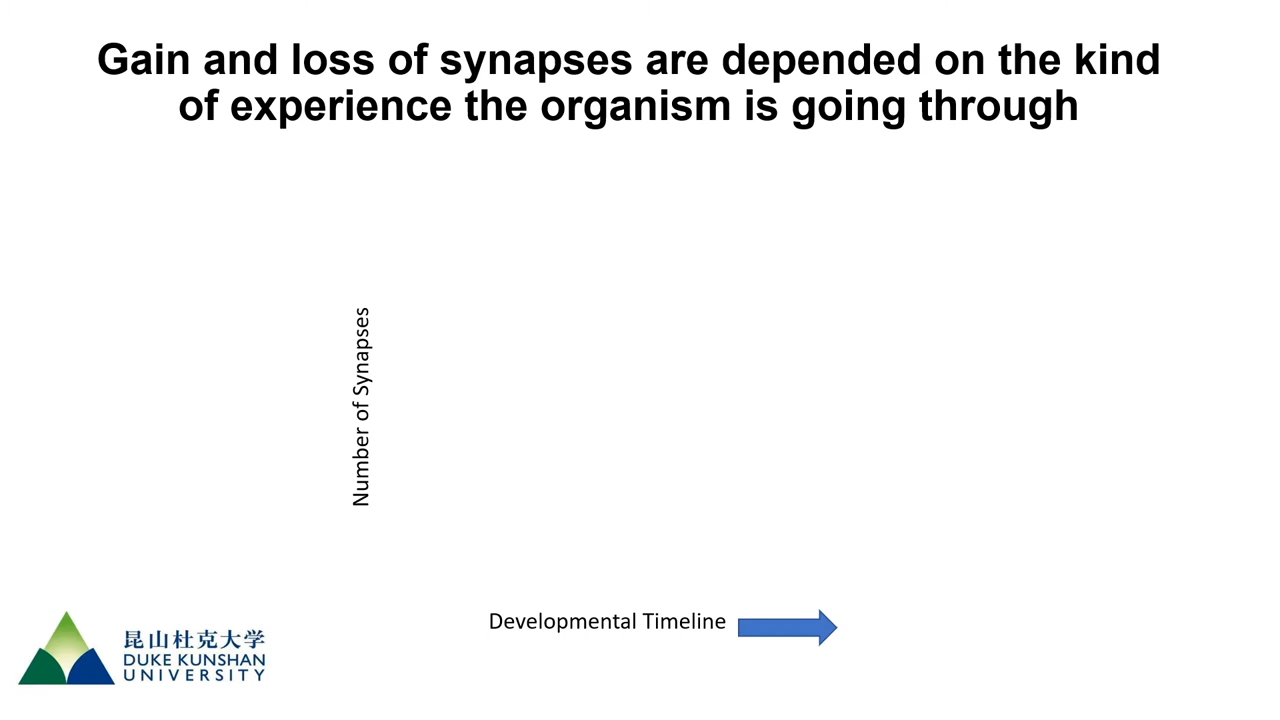 Gain and loss of synapses are depended on the kind
of experience the organism is going through
Number of Synapses
Developmental Timeline
昆山杜克大学
DUKE KUNSHAN
UNIVERSITY